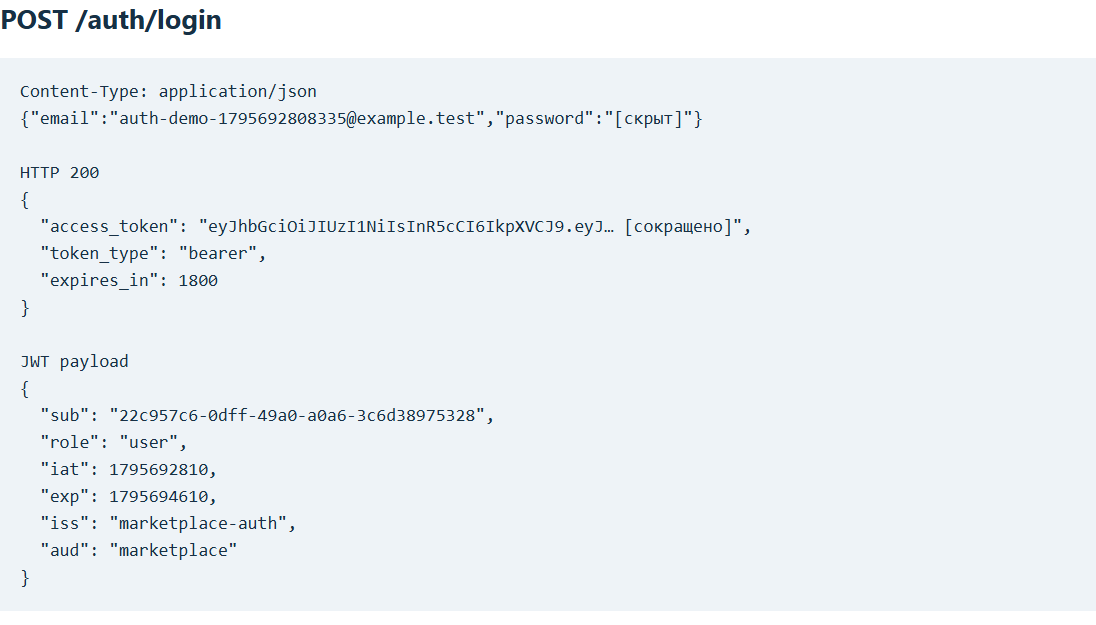 POST /auth/login
Content-Type: application/json
{"email":"auth-demo-1795692808335@example.test","password":"[скрыт]"}
HTTP 200
{
"access_token": "eyJhbGciOiJIUzI1NiIsInR5cCI6IkpXVCJ9.eyJ… [сокращено]",
"token_type": "bearer",
"expires_in": 1800
}
JWT payload
{
"sub": "22c957c6-0dff-49a0-a0a6-3c6d38975328",
"role": "user",
"iat": 1795692810,
"exp": 1795694610,
"iss": "marketplace-auth",
"aud": "marketplace"
}